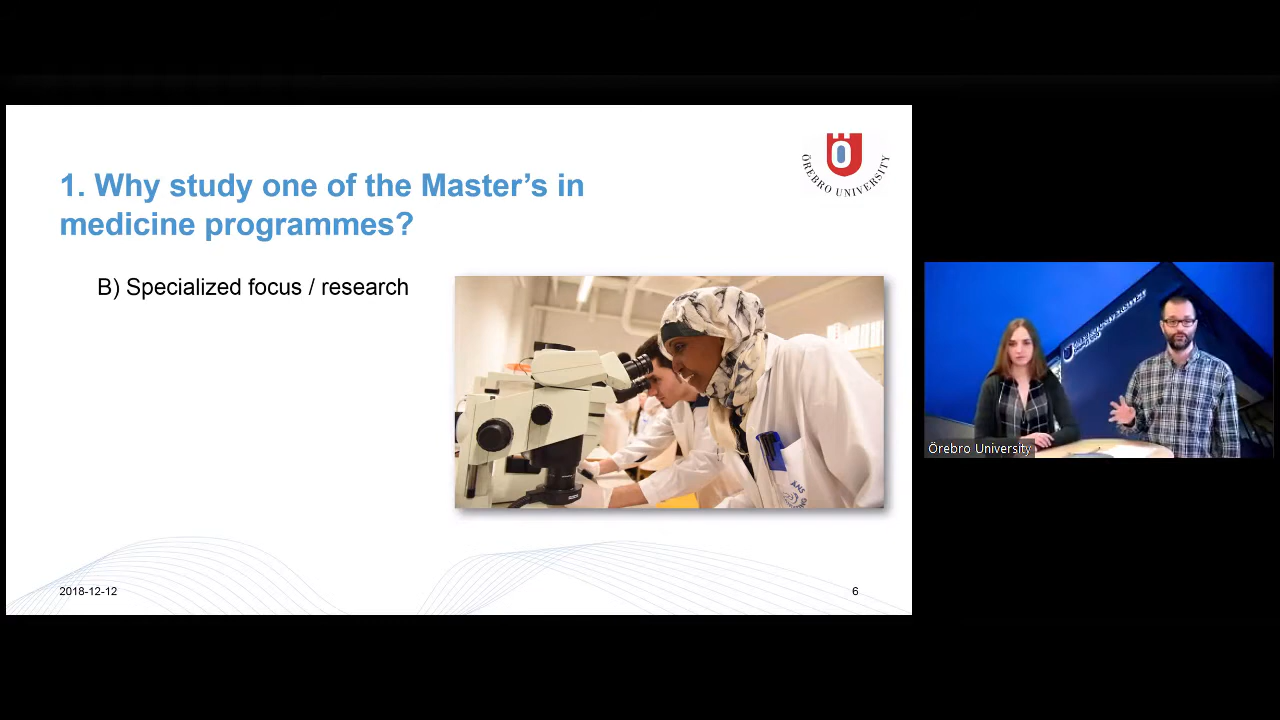 ÖREBRO UNIVERSITY
1. Why study one of the Master’s in
medicine programmes?
B) Specialized focus / research
2018-12-12
6
Örebro University